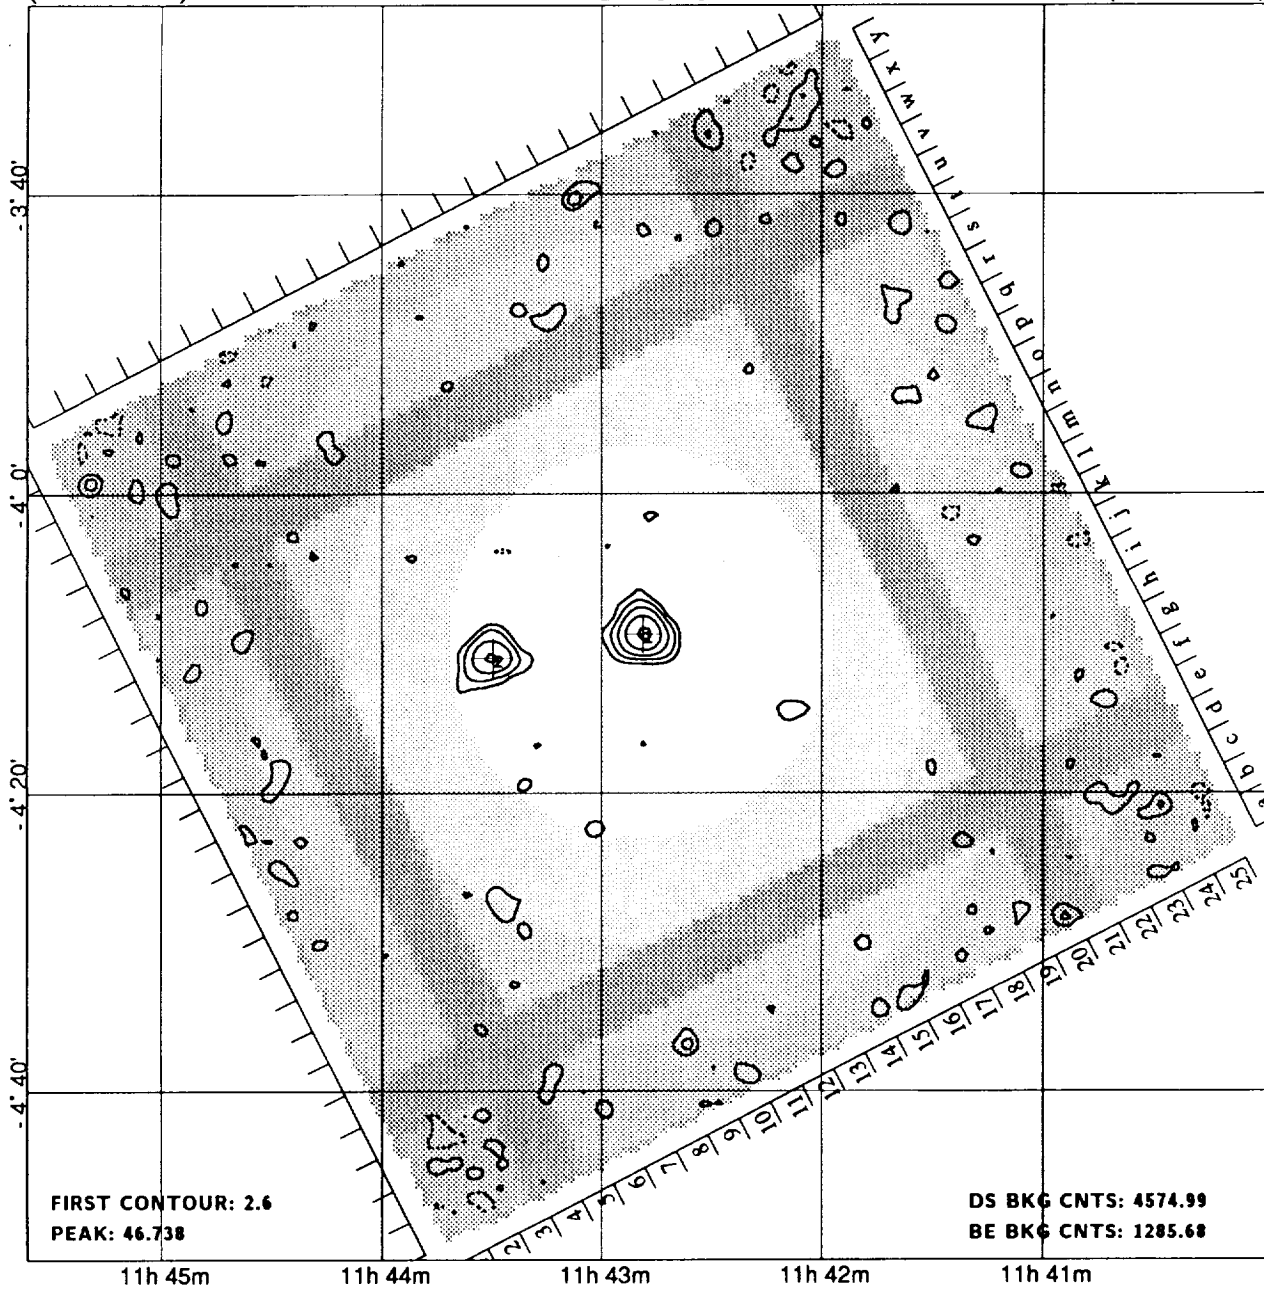 y
x
w
v
u
t
s
r
q
p
o
n
m
l
k
j
i
h
g
f
e
d
c
b
-3° 40'
-4° 0'
-4° 20'
-4° 40'
25
24
23
22
21
20
19
18
17
16
15
14
13
12
11
10
9
8
7
6
5
4
3
2
FIRST CONTOUR: 2.6
PEAK: 46.738
DS BKG CNTS: 4574.99
BE BKG CNTS: 1285.68
11h 45m
11h 44m
11h 43m
11h 42m
11h 41m